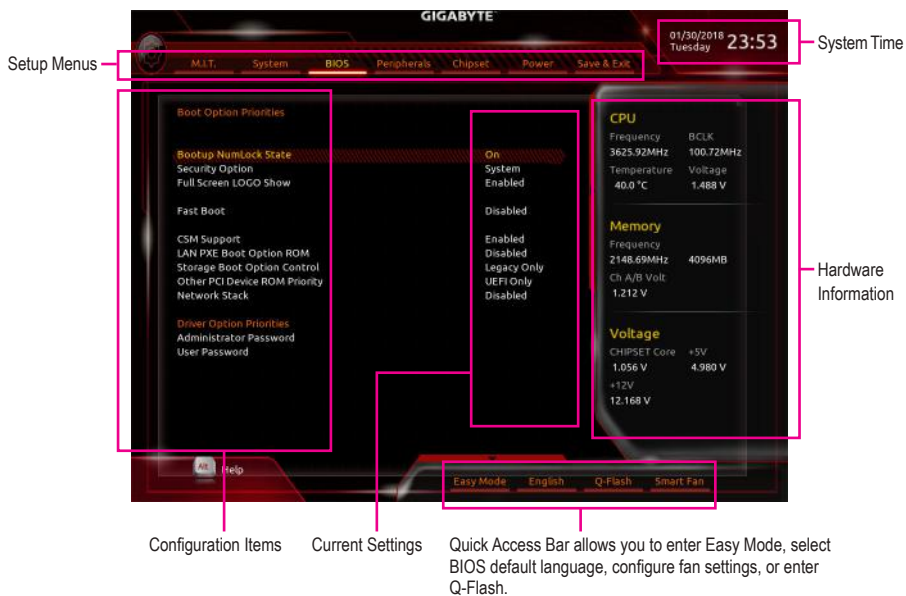 GIGABYTE
01/30/2018 Tuesday 23:53
System Time
Setup Menus
M.I.T. System BIOS Peripherals Chipset Power Save & Exit
Boot Option Priorities
Bootup NumLock State On
Security Option System
Full Screen LOGO Show Enabled
Fast Boot Disabled
CSM Support Enabled
LAN PXE Boot Option ROM Disabled
Storage Boot Option Control Legacy Only
Other PCI Device ROM Priority UEFI Only
Network Stack Disabled
Driver Option Priorities
Administrator Password
User Password
CPU
Frequency BCLK
3625.92MHz 100.72MHz
Temperature Voltage
40.0 °C 1.488 V
Memory
Frequency
2148.69MHz 4096MB
Ch A/B Volt
1.212 V
Voltage
CHIPSET Core +5V
1.056 V 4.980 V
+12V
12.168 V
Hardware
Information
Alt Help
Easy Mode English Q-Flash Smart Fan
Configuration Items
Current Settings
Quick Access Bar allows you to enter Easy Mode, select
BIOS default language, configure fan settings, or enter
Q-Flash.